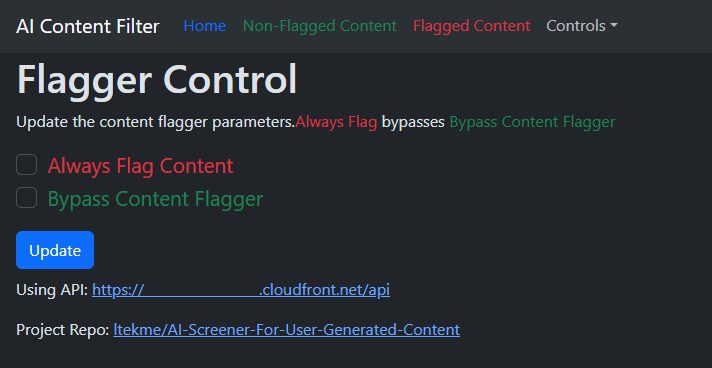 AI Content Filter Home Non-Flagged Content Flagged Content Controls
Flagger Control
Update the content flagger parameters.Always Flag bypasses Bypass Content Flagger
Always Flag Content
Bypass Content Flagger
Update
Using API: https:// .cloudfront.net/api
Project Repo: ltekme/AI-Screener-For-User-Generated-Content